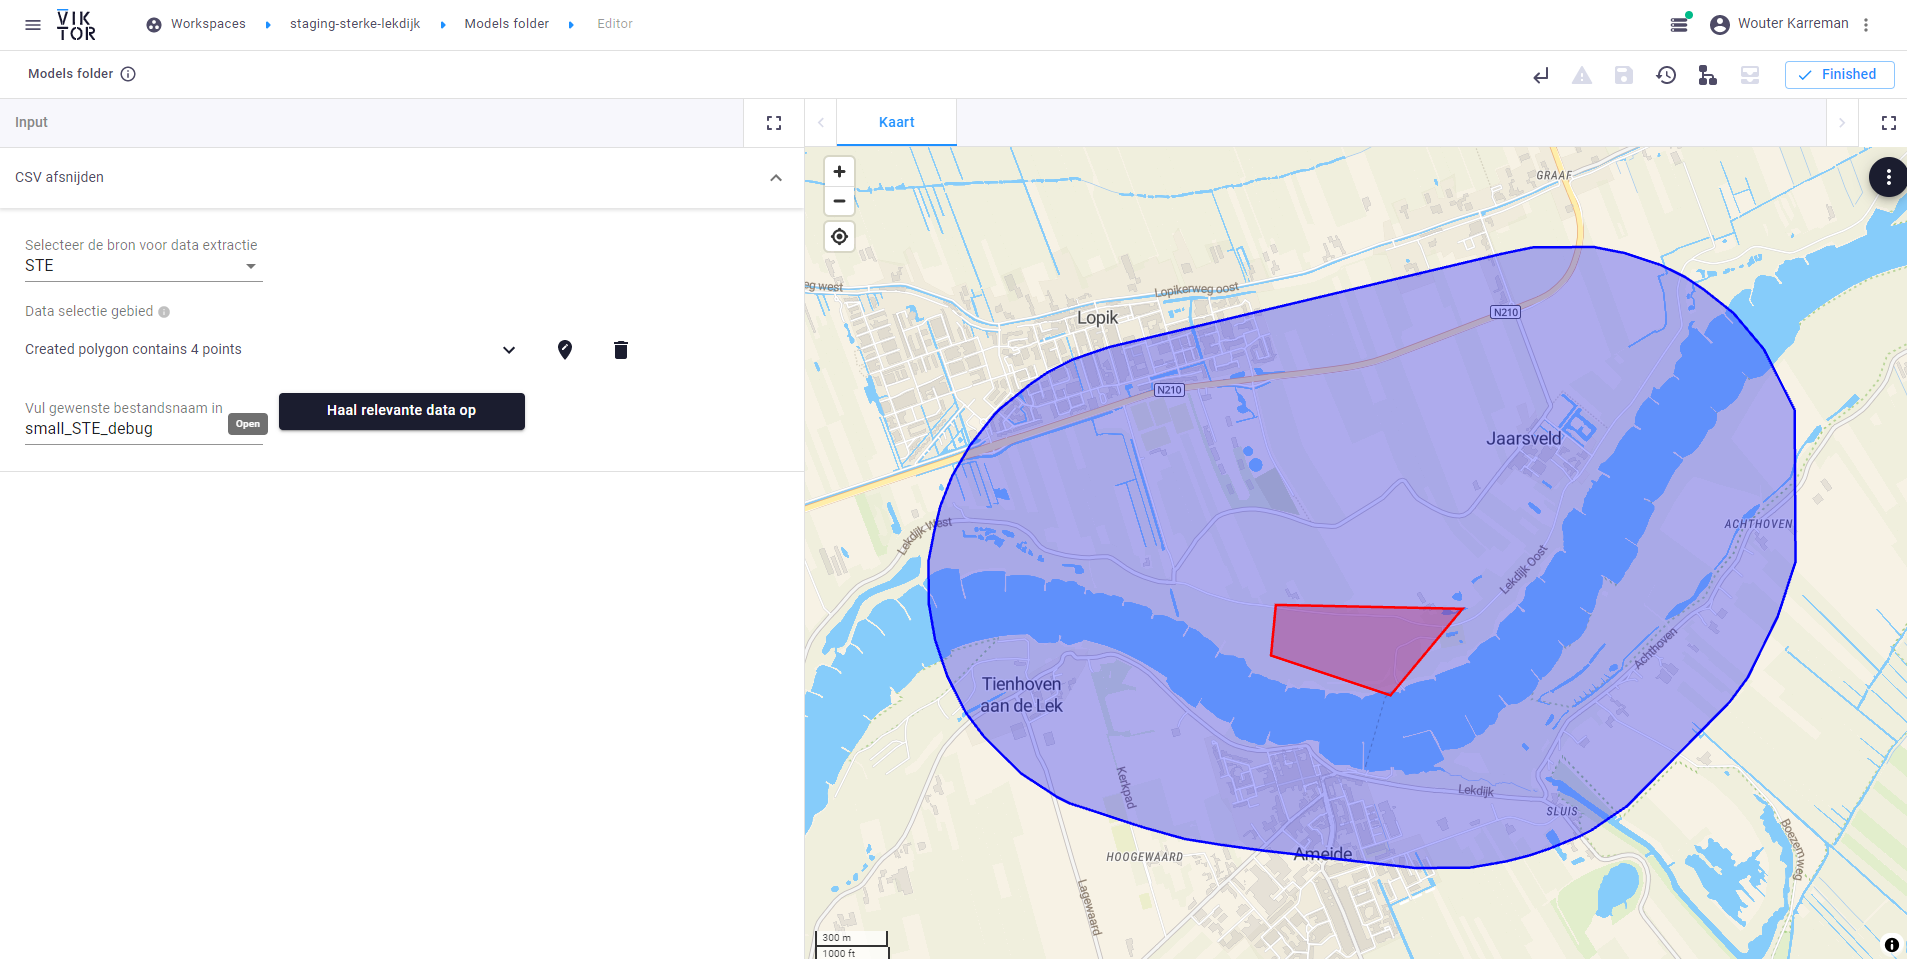 VIK
TOR
Workspaces
staging-sterke-lekdijk
Models folder
Editor
Wouter Karreman
Models folder
Finished
Input
Kaart
CSV afsnijden
Selecteer de bron voor data extractie
STE
Data selectie gebied
Created polygon contains 4 points
Vul gewenste bestandsnaam in
small_STE_debug
Open
Haal relevante data op
GRAAF
eg west
Lopikerweg oost
Lopik
N210
N210
Jaarsveld
ACHTHOVEN
Lekdijk West
Lekdijk Oost
Achthoven
Tienhoven
aan de Lek
Kerkpad
Lekdijk
SLUIS
HOOGEWAARD
Ameide
Boezemweg
Lagewaard
300 m
1000 ft